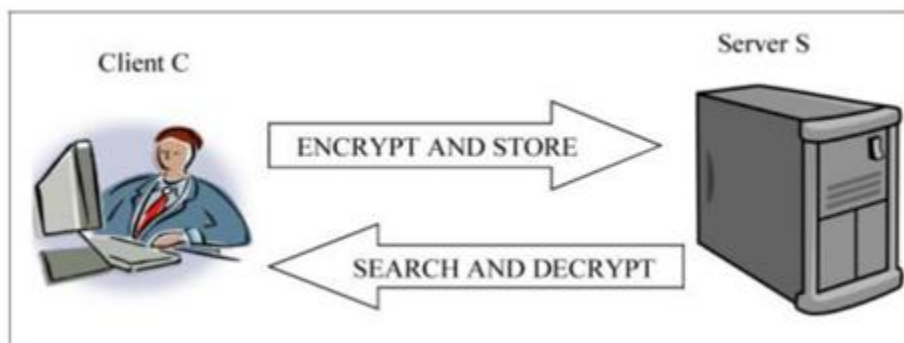 Client C
Server S
ENCRYPT AND STORE
SEARCH AND DECRYPT